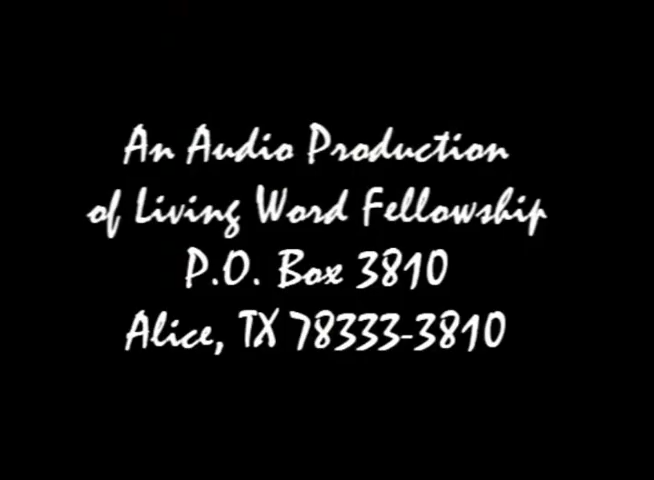 An Audio Production
of Living Word Fellowship
P.O. Box 3810
Alice, TX 78333-3810